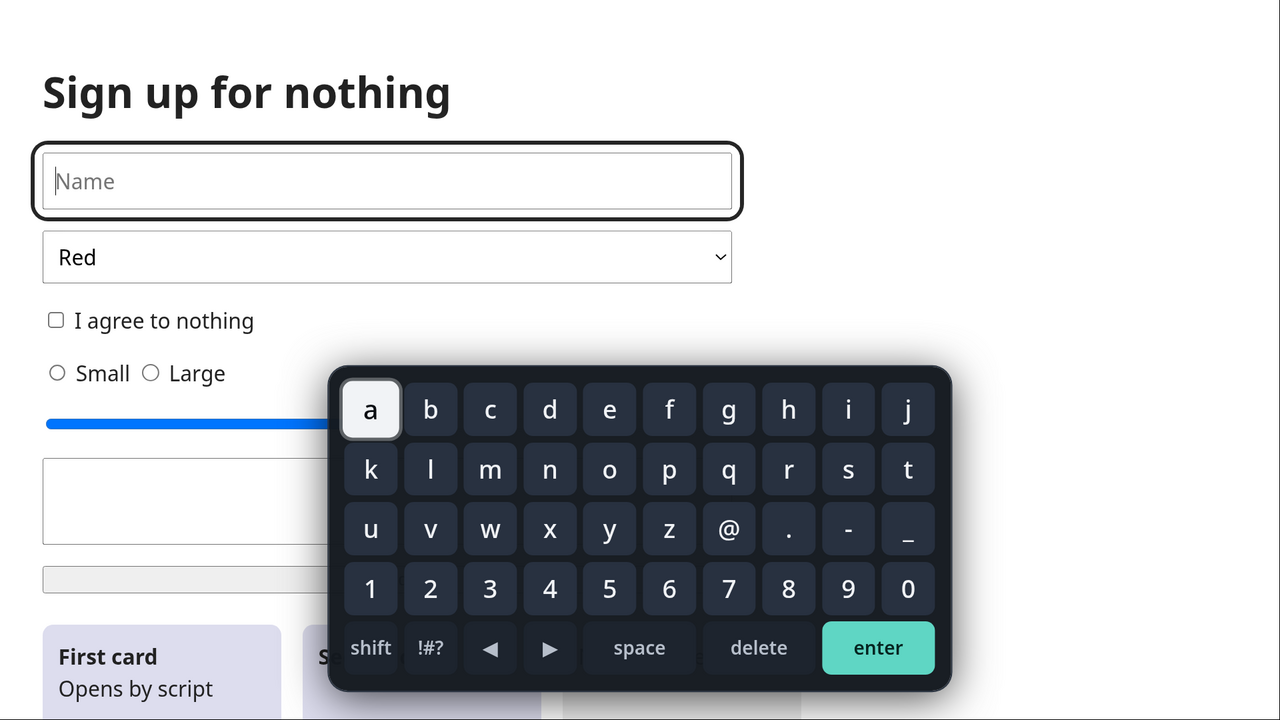 Sign up for nothing
Name
Red
I agree to nothing
Small Large
a b c d e f g h i j
k l m n o p q r s t
u v w x y z @ . - _
1 2 3 4 5 6 7 8 9 0
shift !#? ◀ ▶ space delete enter
First card
Opens by script